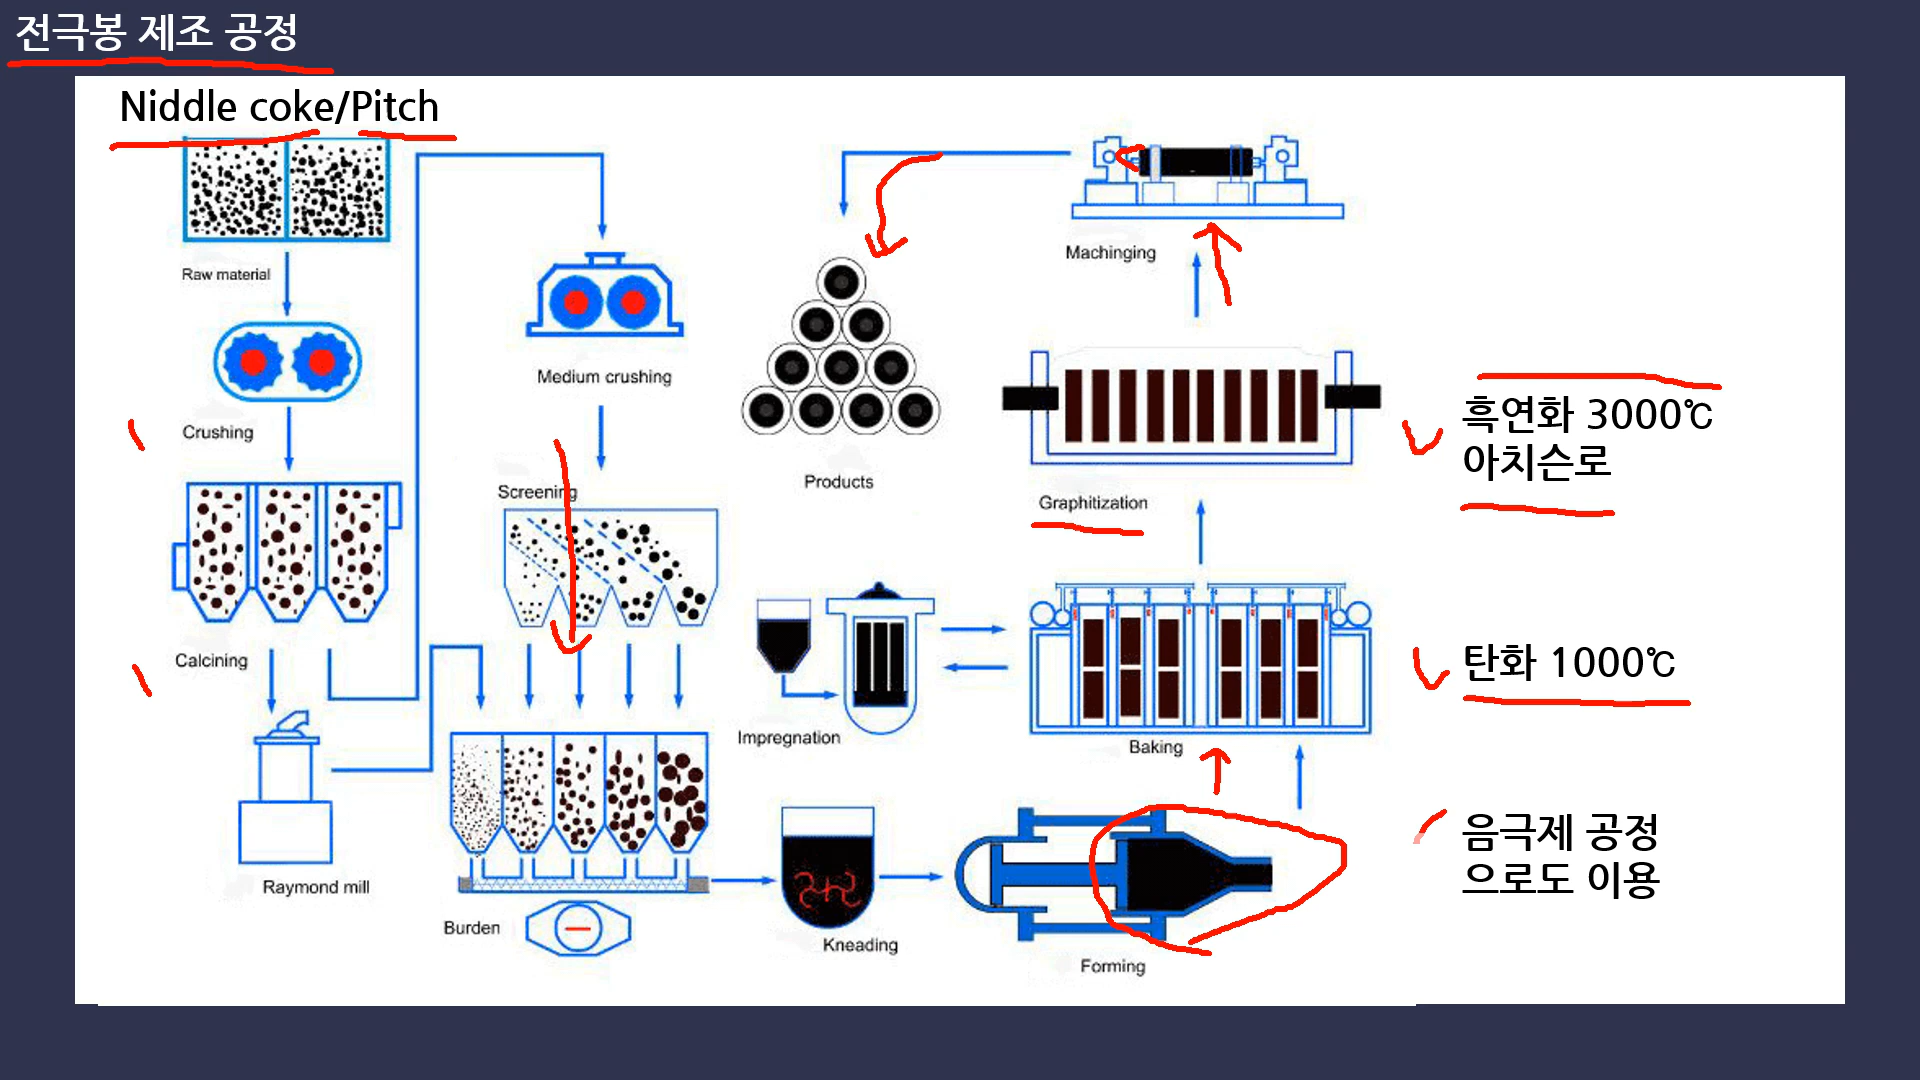 전극봉 제조 공정
Niddle coke/Pitch
Raw material
Crushing
Calcining
Raymond mill
Medium crushing
Screening
Burden
Kneading
Forming
Impregnation
Baking
Graphitization
Machinging
Products
흑연화 3000℃
아치슨로
탄화 1000℃
음극제 공정
으로도 이용